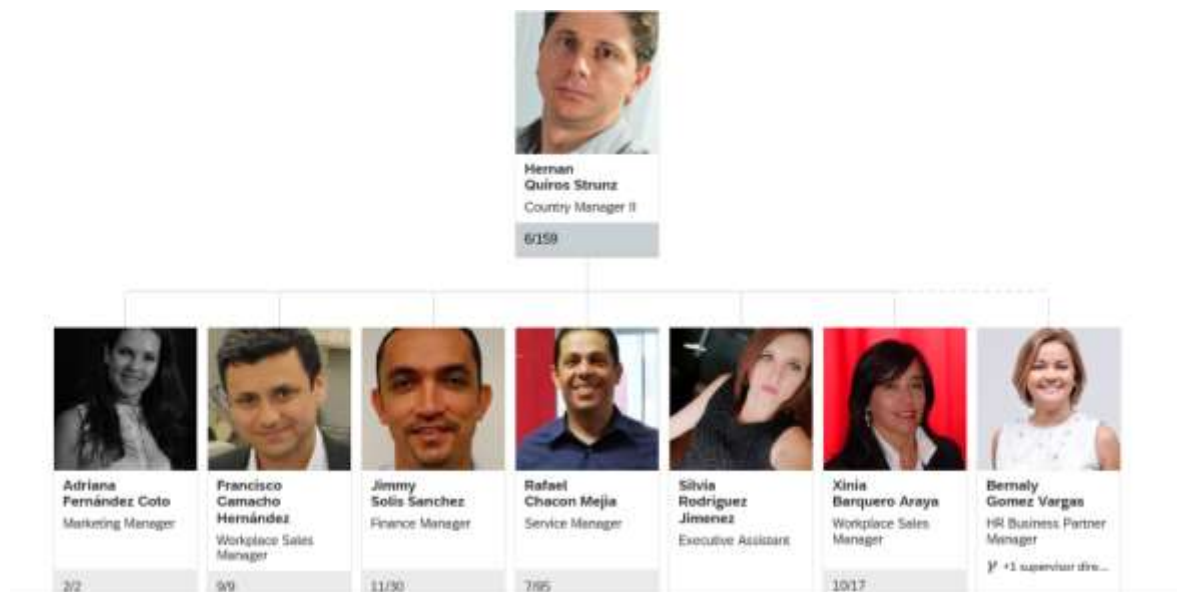 Hernan
Quiros Strunz
Country Manager II
6/159
Adriana
Fernández Coto
Marketing Manager
2/2
Francisco
Camacho
Hernández
Workplace Sales
Manager
9/9
Jimmy
Solis Sanchez
Finance Manager
11/30
Rafael
Chacon Mejia
Service Manager
7/95
Silvia
Rodriguez
Jimenez
Executive Assistant
Xinia
Barquero Araya
Workplace Sales
Manager
10/17
Bernaly
Gomez Vargas
HR Business Partner
Manager
+1 supervisor dire...